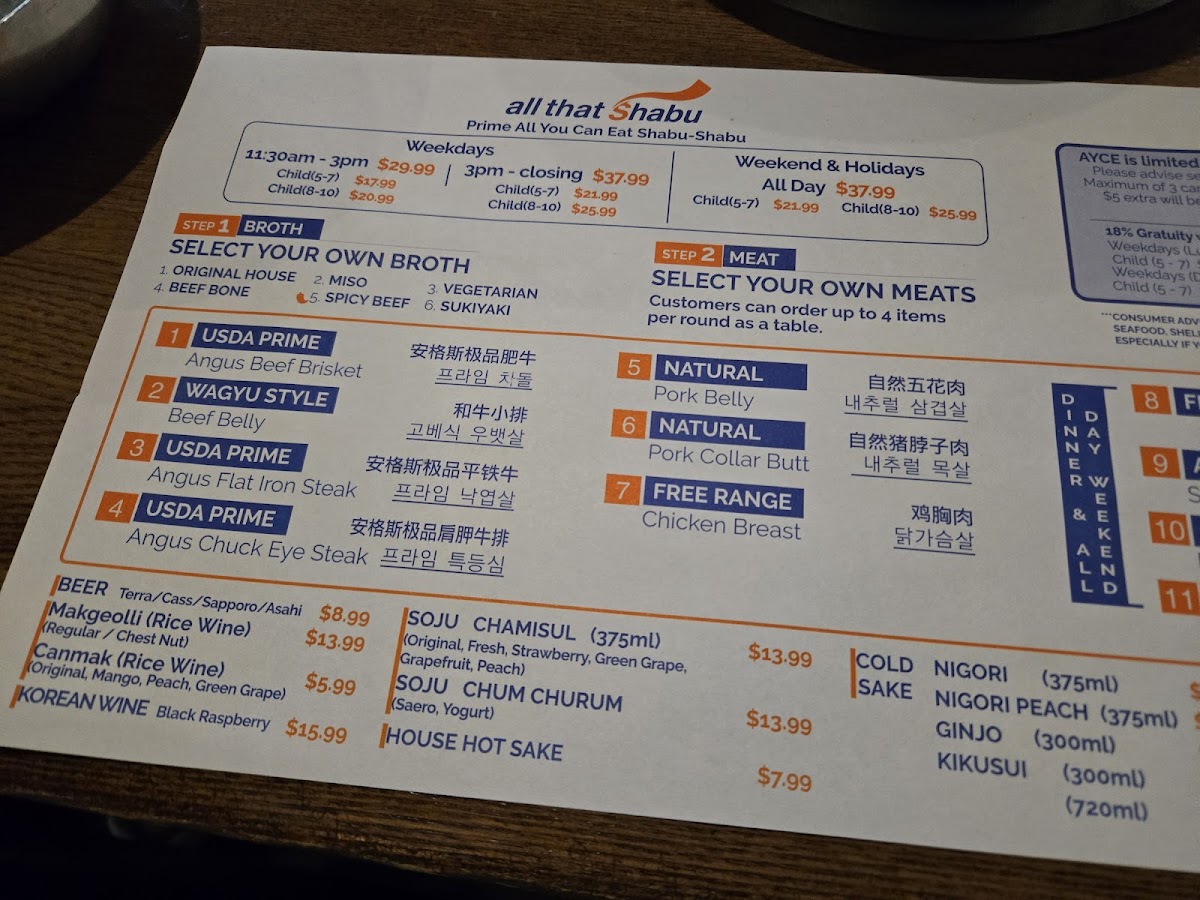 all that Shabu
Prime All You Can Eat Shabu-Shabu
Weekdays
11:30am - 3pm $29.99
Child(5-7) $17.99
Child(8-10) $20.99
3pm - closing $37.99
Child(5-7) $21.99
Child(8-10) $25.99
Weekend & Holidays
All Day $37.99
Child(5-7) $21.99 Child(8-10) $25.99
AYCE is limited
Please advise
Maximum of 3
$5 extra will
18% Gratuity
Weekdays
Child (5 - 7)
Weekdays
Child (5 - 7)
***CONSUMER
SEAFOOD,
ESPECIALLY IF
STEP 1 BROTH
SELECT YOUR OWN BROTH
1. ORIGINAL HOUSE 2. MISO 3. VEGETARIAN
4. BEEF BONE 5. SPICY BEEF 6. SUKIYAKI
STEP 2 MEAT
SELECT YOUR OWN MEATS
Customers can order up to 4 items
per round as a table.
1 USDA PRIME 安格斯极品肥牛
Angus Beef Brisket 프라임 차돌
2 WAGYU STYLE 和牛小排
Beef Belly 고베식 우뱃살
3 USDA PRIME 安格斯极品平铁牛
Angus Flat Iron Steak 프라임 낙엽살
4 USDA PRIME 安格斯极品肩胛牛排
Angus Chuck Eye Steak 프라임 특등심
5 NATURAL 自然五花肉
Pork Belly 내추럴 삼겹살
6 NATURAL 自然猪脖子肉
Pork Collar Butt 내추럴 목살
7 FREE RANGE 鸡胸肉
Chicken Breast 닭가슴살
DINNER & ALL
DAY WEEKEND
8
9
10
11
BEER Terra/Cass/Sapporo/Asahi $8.99
Makgeolli (Rice Wine) $13.99
(Regular / Chest Nut)
Canmak (Rice Wine) $5.99
(Original, Mango, Peach, Green Grape)
KOREAN WINE Black Raspberry $15.99
SOJU CHAMISUL (375ml) $13.99
(Original, Fresh, Strawberry, Green Grape,
Grapefruit, Peach)
SOJU CHUM CHURUM $13.99
(Saero, Yogurt)
HOUSE HOT SAKE $7.99
COLD SAKE
NIGORI (375ml)
NIGORI PEACH (375ml)
GINJO (300ml)
KIKUSUI (300ml)
(720ml)